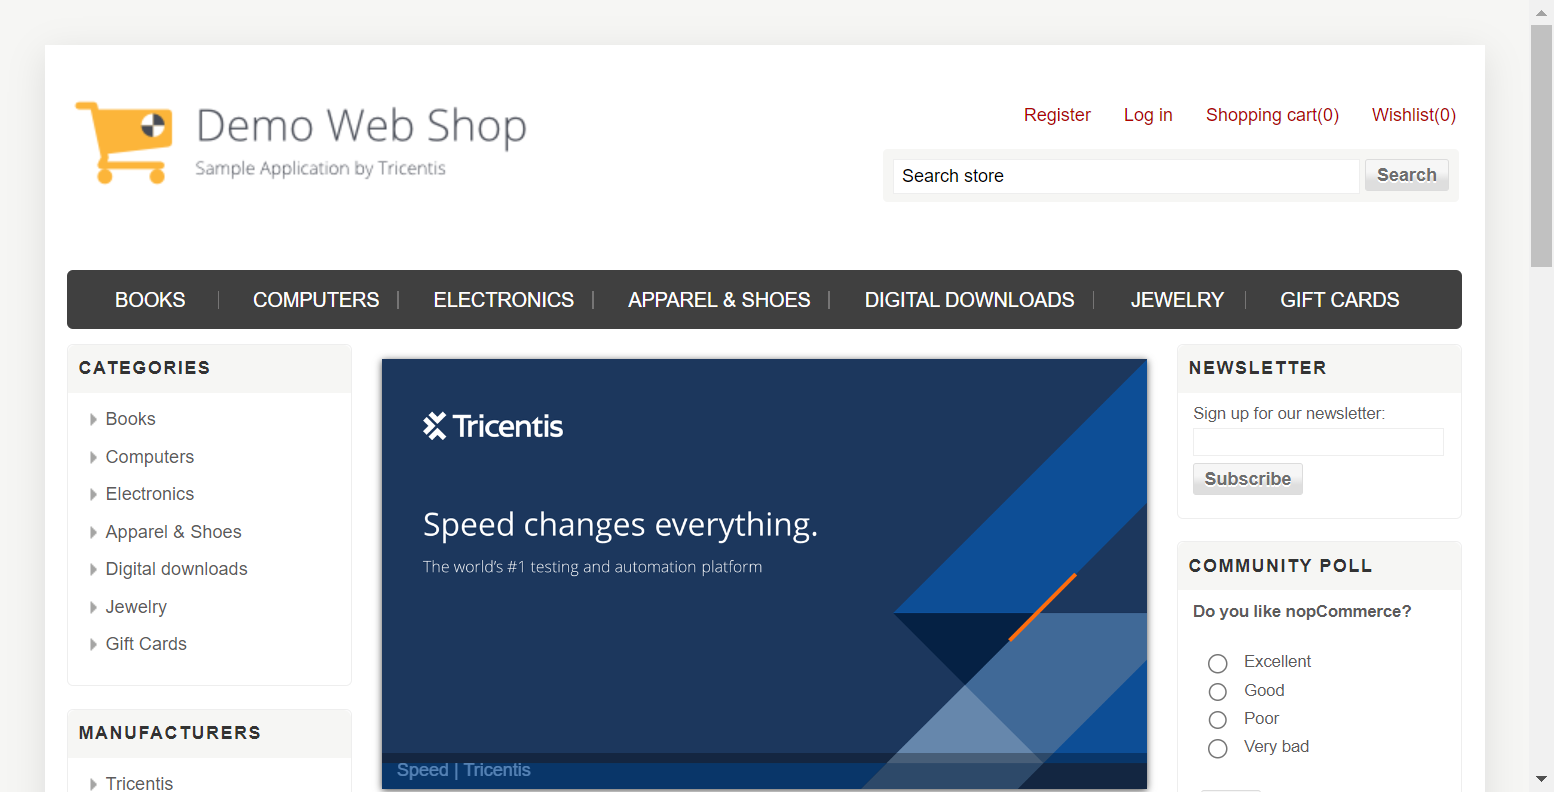 Demo Web Shop
Sample Application by Tricentis
Register Log in Shopping cart(0) Wishlist(0)
Search store Search
BOOKS COMPUTERS ELECTRONICS APPAREL & SHOES DIGITAL DOWNLOADS JEWELRY GIFT CARDS
CATEGORIES
Books
Computers
Electronics
Apparel & Shoes
Digital downloads
Jewelry
Gift Cards
MANUFACTURERS
Tricentis
Tricentis
Speed changes everything.
The world's #1 testing and automation platform
Speed | Tricentis
NEWSLETTER
Sign up for our newsletter:
Subscribe
COMMUNITY POLL
Do you like nopCommerce?
Excellent
Good
Poor
Very bad